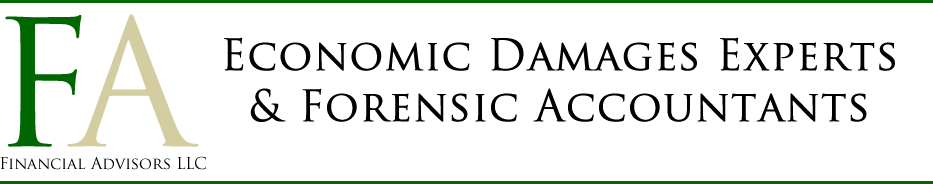 FA
FINANCIAL ADVISORS LLC
ECONOMIC DAMAGES EXPERTS
& FORENSIC ACCOUNTANTS